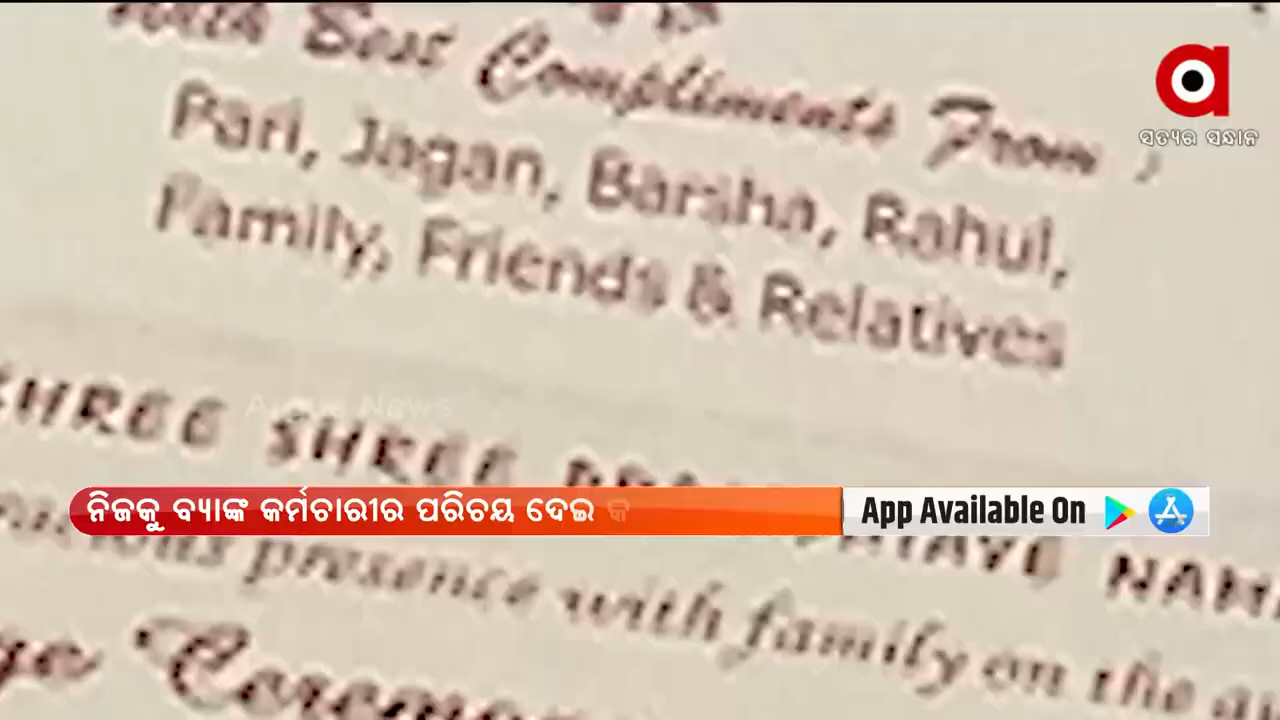 With Best Compliments From :
Pari, Jagan, Barsha, Rahul,
Family, Friends & Relatives
ସତ୍ୟର ସନ୍ଧାନ
SHREE SHREE
News
ନିଜକୁ ବ୍ୟାଙ୍କ କର୍ମଚାରୀର ପରିଚୟ ଦେଇ କ
App Available On
presence with family on the